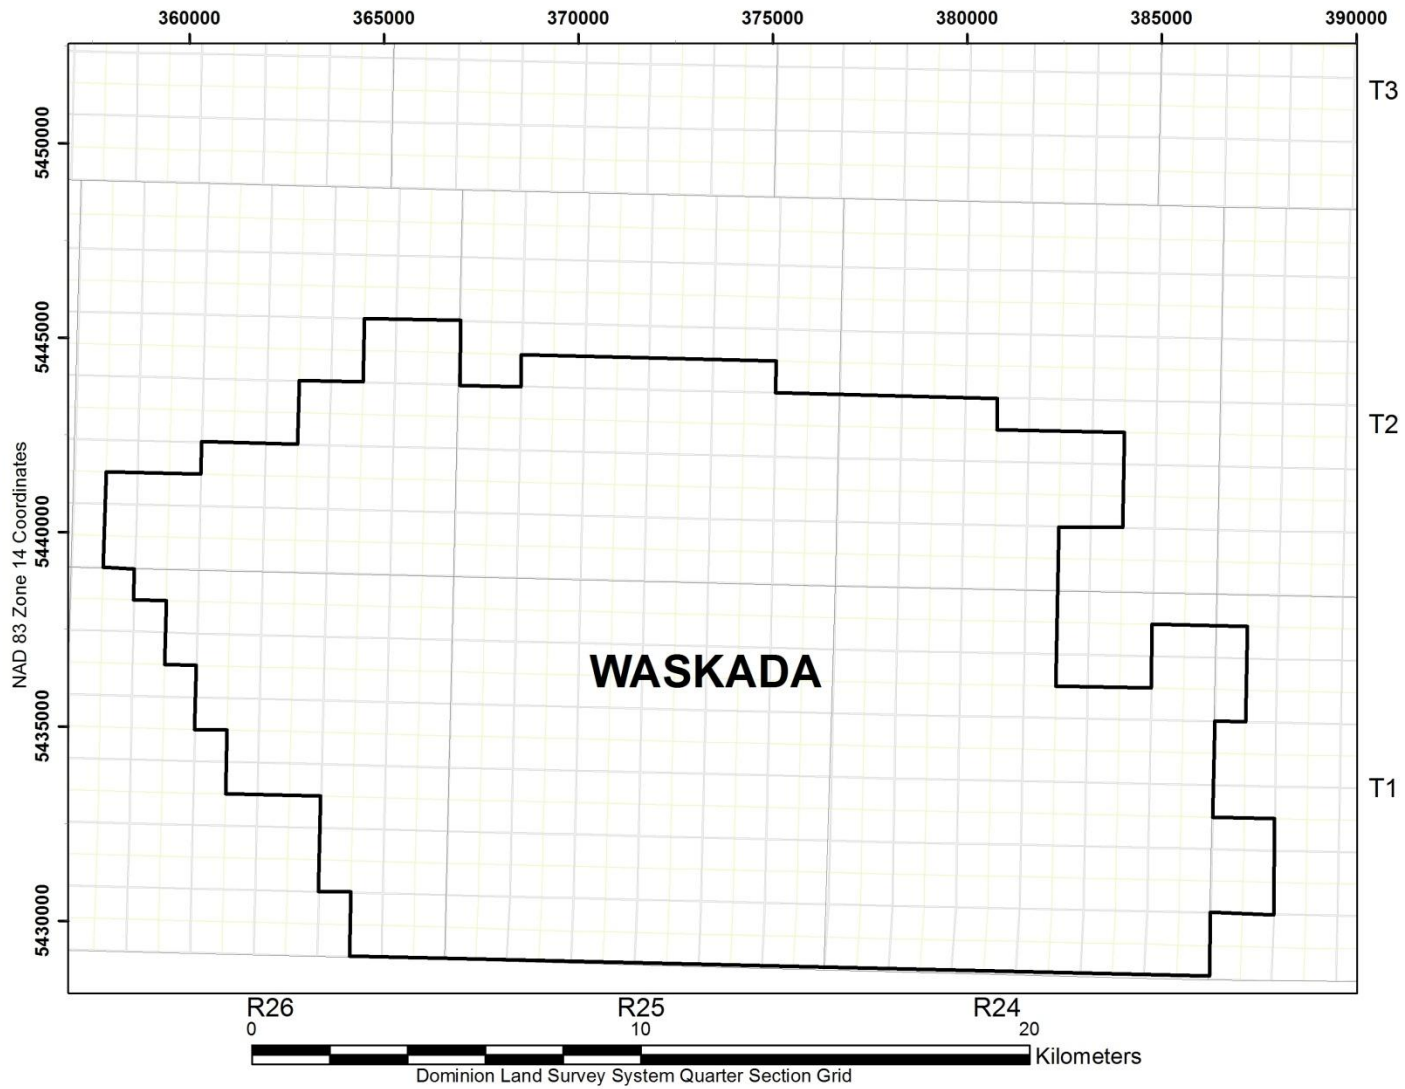 360000 365000 370000 375000 380000 385000 390000
T3
5450000
5445000
T2
NAD 83 Zone 14 Coordinates
5440000
WASKADA
5435000
T1
5430000
R26 R25 R24
0 10 20
Kilometers
Dominion Land Survey System Quarter Section Grid